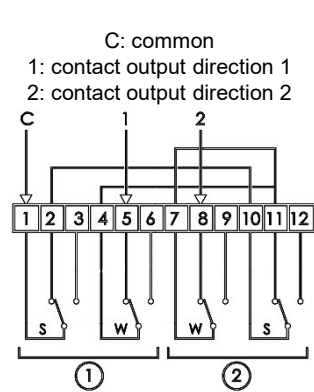 C: common
1: contact output direction 1
2: contact output direction 2
C 1 2
1 2 3 4 5 6 7 8 9 10 11 12
S W W S
1 2